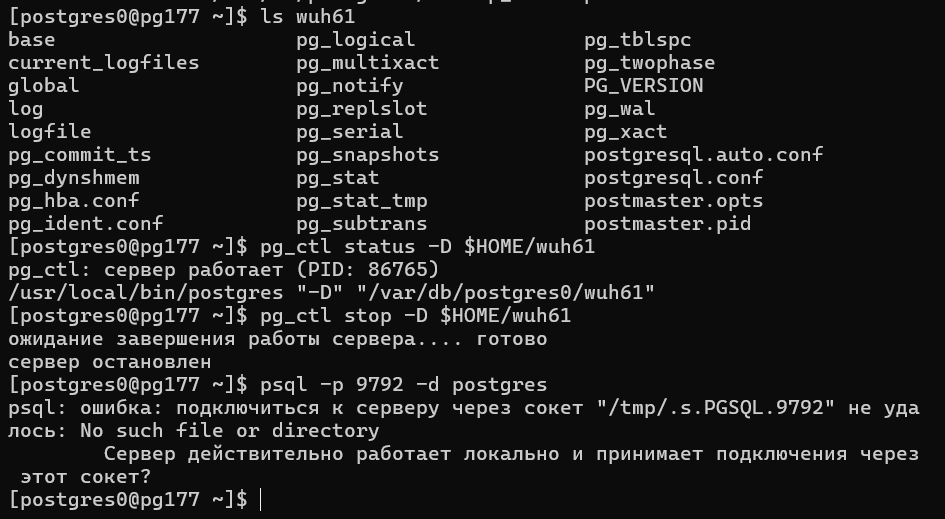 [postgres0@pg177 ~]$ ls wuh61
base pg_logical pg_tblspc
current_logfiles pg_multixact pg_twophase
global pg_notify PG_VERSION
log pg_replslot pg_wal
logfile pg_serial pg_xact
pg_commit_ts pg_snapshots postgresql.auto.conf
pg_dynshmem pg_stat postgresql.conf
pg_hba.conf pg_stat_tmp postmaster.opts
pg_ident.conf pg_subtrans postmaster.pid
[postgres0@pg177 ~]$ pg_ctl status -D $HOME/wuh61
pg_ctl: сервер работает (PID: 86765)
/usr/local/bin/postgres "-D" "/var/db/postgres0/wuh61"
[postgres0@pg177 ~]$ pg_ctl stop -D $HOME/wuh61
ожидание завершения работы сервера.... готово
сервер остановлен
[postgres0@pg177 ~]$ psql -p 9792 -d postgres
psql: ошибка: подключиться к серверу через сокет "/tmp/.s.PGSQL.9792" не уда
лось: No such file or directory
Сервер действительно работает локально и принимает подключения через
этот сокет?
[postgres0@pg177 ~]$